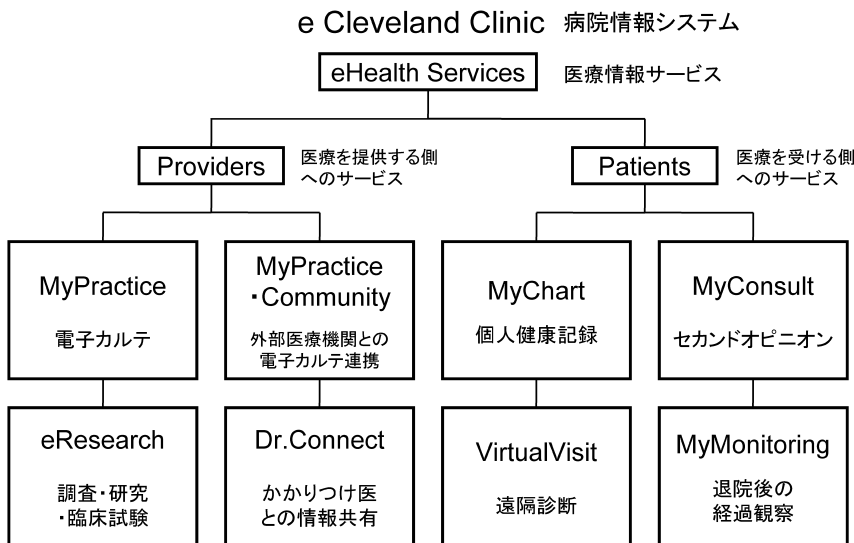 e Cleveland Clinic 病院情報システム
eHealth Services 医療情報サービス
Providers
医療を提供する側
へのサービス
Patients
医療を受ける側
へのサービス
MyPractice
電子カルテ
MyPractice
・Community
外部医療機関との
電子カルテ連携
MyChart
個人健康記録
MyConsult
セカンドオピニオン
eResearch
調査・研究
・臨床試験
Dr.Connect
かかりつけ医
との情報共有
VirtualVisit
遠隔診断
MyMonitoring
退院後の
経過観察